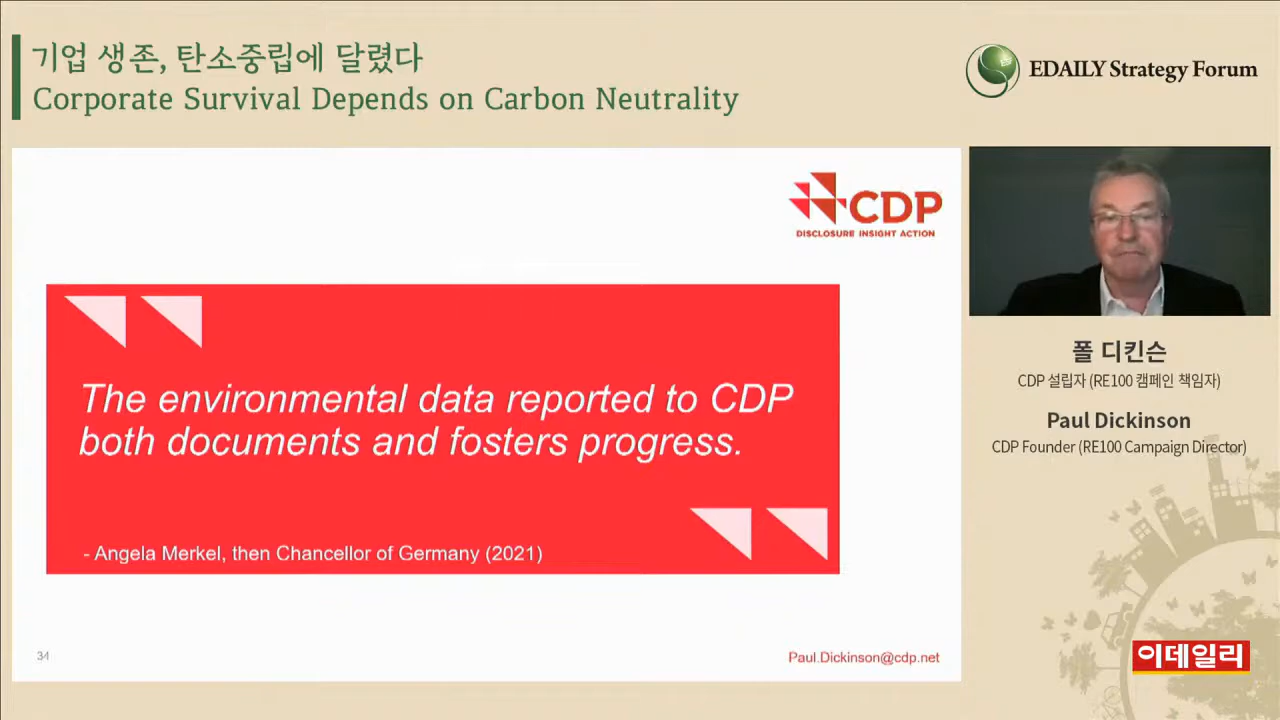 기업 생존, 탄소중립에 달렸다
Corporate Survival Depends on Carbon Neutrality
EDAILY Strategy Forum
CDP
DISCLOSURE INSIGHT ACTION
The environmental data reported to CDP
both documents and fosters progress.
- Angela Merkel, then Chancellor of Germany (2021)
34
Paul.Dickinson@cdp.net
폴 디킨슨
CDP 설립자 (RE100 캠페인 책임자)
Paul Dickinson
CDP Founder (RE100 Campaign Director)
이데일리